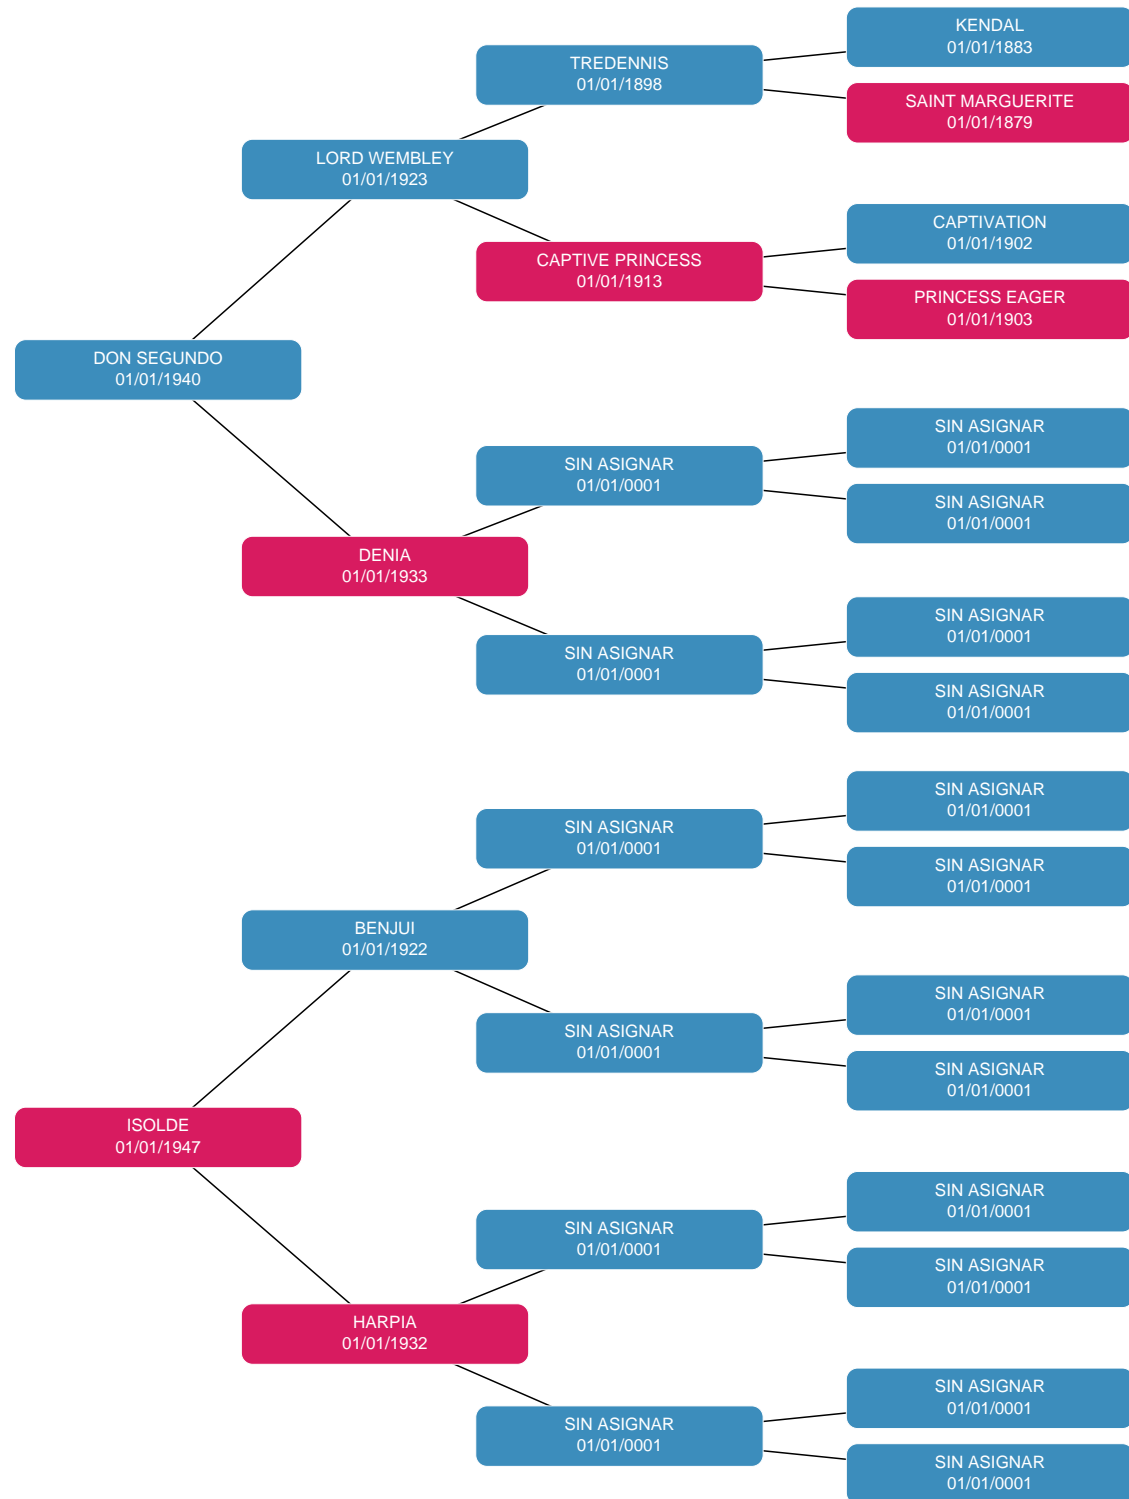 KENDAL
01/01/1883
TREDENNIS
01/01/1898
SAINT MARGUERITE
01/01/1879
LORD WEMBLEY
01/01/1923
CAPTIVATION
01/01/1902
CAPTIVE PRINCESS
01/01/1913
PRINCESS EAGER
01/01/1903
DON SEGUNDO
01/01/1940
SIN ASIGNAR
01/01/0001
SIN ASIGNAR
01/01/0001
SIN ASIGNAR
01/01/0001
DENIA
01/01/1933
SIN ASIGNAR
01/01/0001
SIN ASIGNAR
01/01/0001
SIN ASIGNAR
01/01/0001
SIN ASIGNAR
01/01/0001
SIN ASIGNAR
01/01/0001
SIN ASIGNAR
01/01/0001
BENJUI
01/01/1922
SIN ASIGNAR
01/01/0001
SIN ASIGNAR
01/01/0001
SIN ASIGNAR
01/01/0001
ISOLDE
01/01/1947
SIN ASIGNAR
01/01/0001
SIN ASIGNAR
01/01/0001
SIN ASIGNAR
01/01/0001
HARPIA
01/01/1932
SIN ASIGNAR
01/01/0001
SIN ASIGNAR
01/01/0001
SIN ASIGNAR
01/01/0001